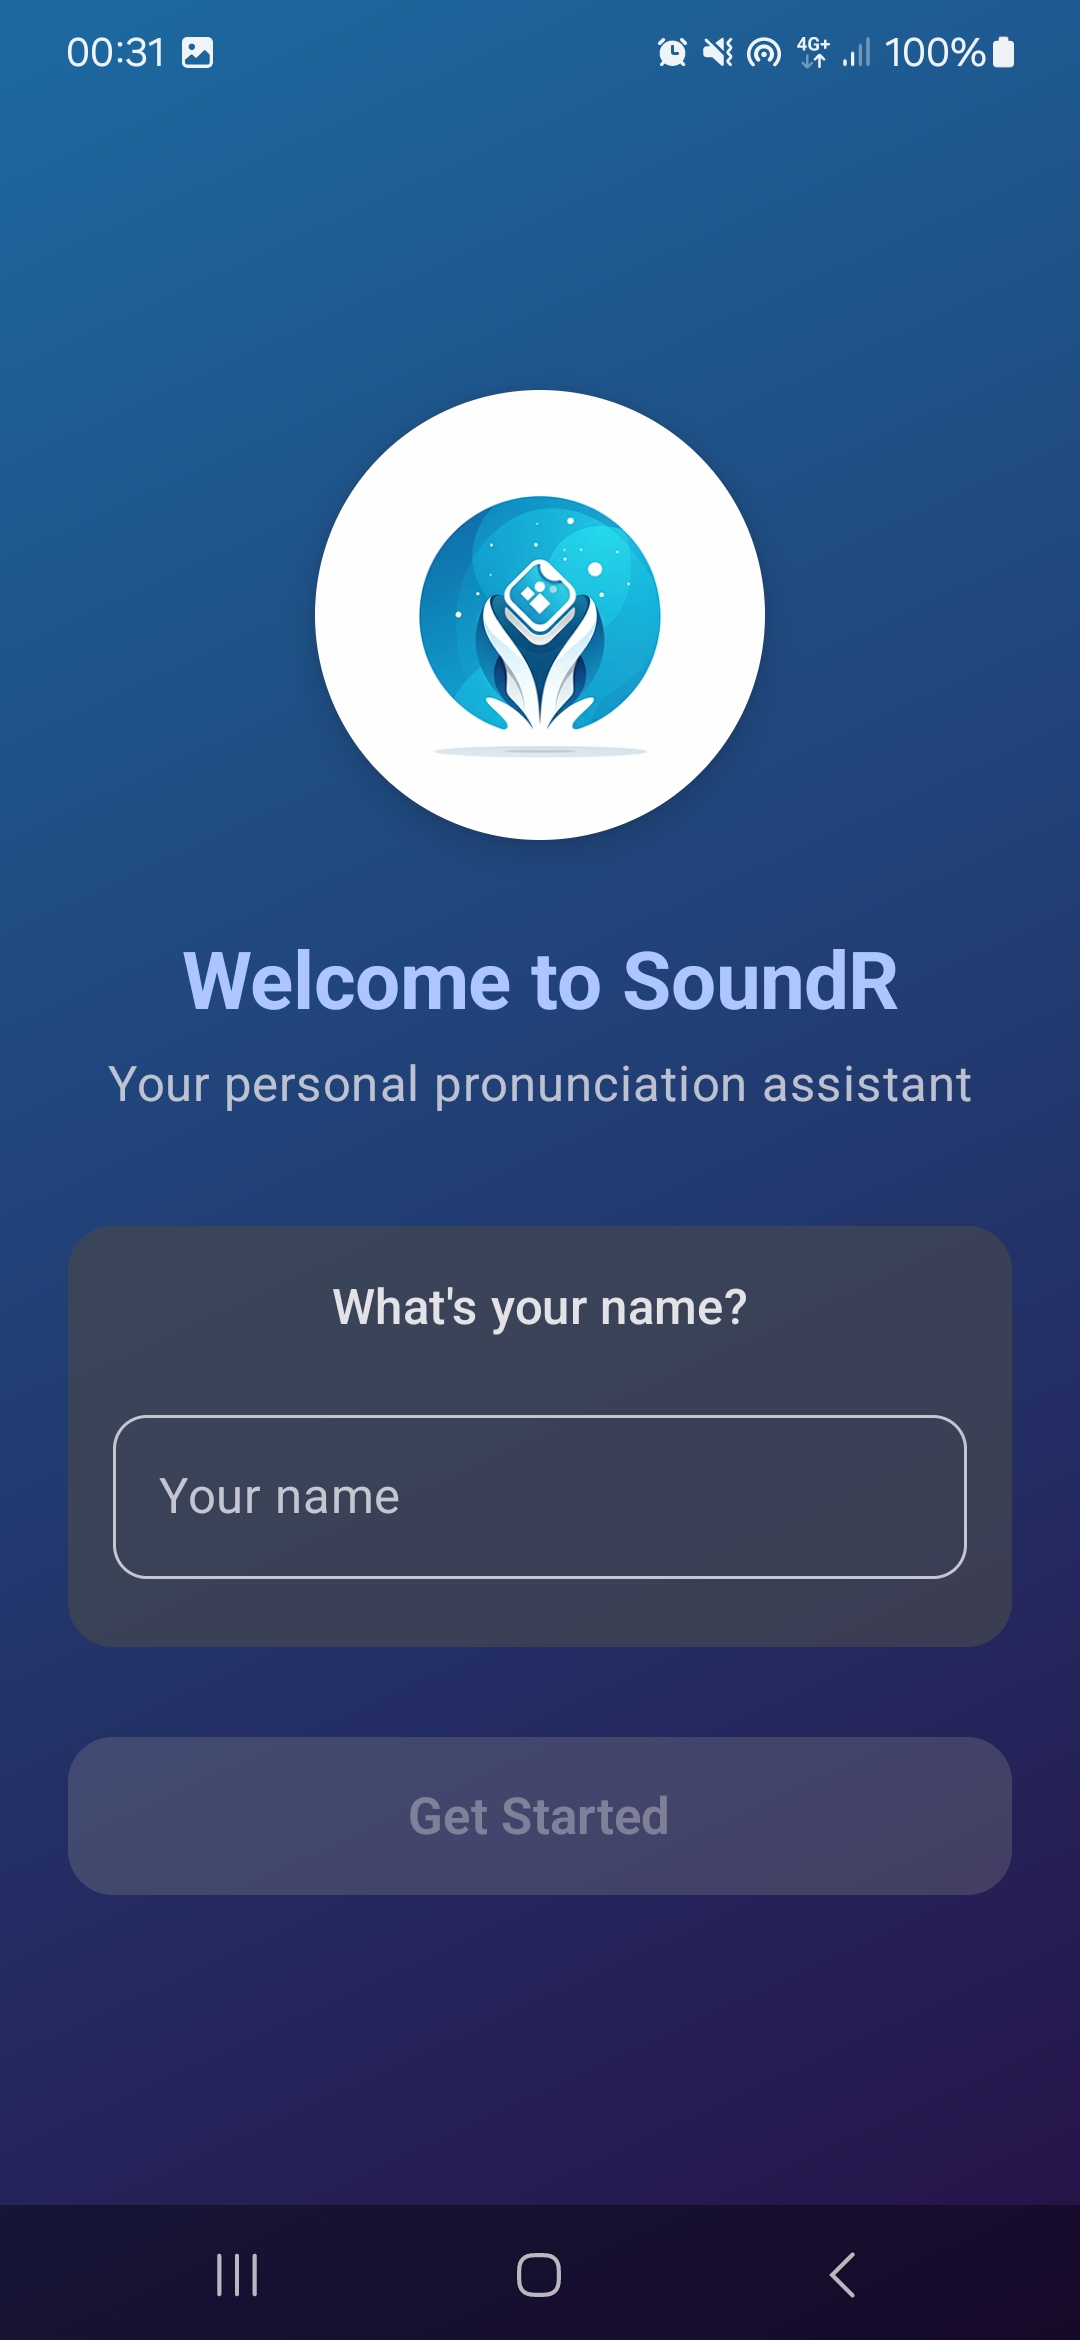 00:31
4G+
100%
Welcome to SoundR
Your personal pronunciation assistant
What's your name?
Your name
Get Started